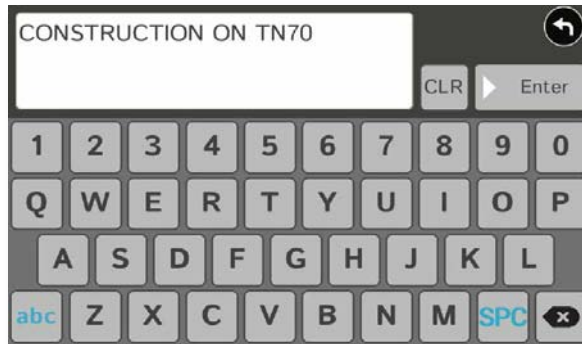 CONSTRUCTION ON TN70
CLR Enter
1 2 3 4 5 6 7 8 9 0
Q W E R T Y U I O P
A S D F G H J K L
abc Z X C V B N M SPC